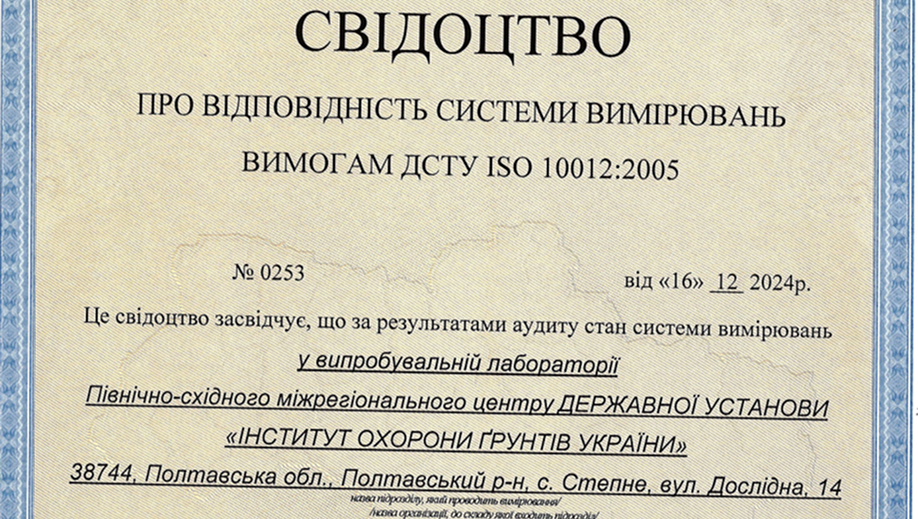 СВІДОЦТВО
ПРО ВІДПОВІДНІСТЬ СИСТЕМИ ВИМІРЮВАНЬ
ВИМОГАМ ДСТУ ISO 10012:2005
№ 0253 від «16» 12 2024р.
Це свідоцтво засвідчує, що за результатами аудиту стан системи вимірювань
у випробувальній лабораторії
Північно-східного міжрегіонального центру ДЕРЖАВНОЇ УСТАНОВИ
«ІНСТИТУТ ОХОРОНИ ҐРУНТІВ УКРАЇНИ»
38744, Полтавська обл., Полтавський р-н, с. Степне, вул. Дослідна, 14
назва підрозділу, який проводить вимірювання/
/назва організації, до складу якої входить підрозділ/